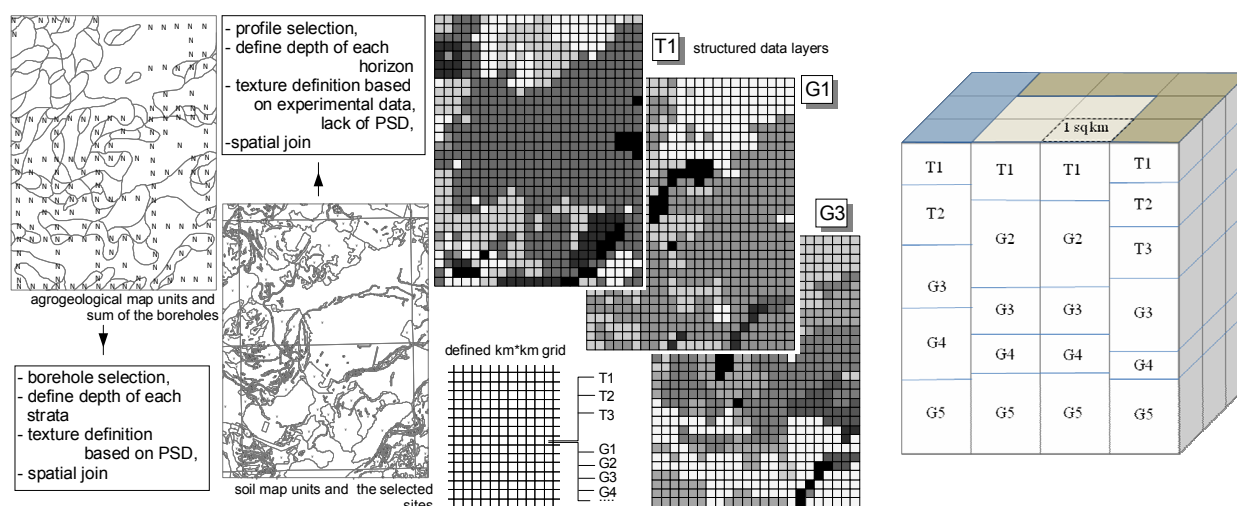 agrogeological map units and
sum of the boreholes
- borehole selection,
- define depth of each
strata
- texture definition
based on PSD,
- spatial join
- profile selection,
- define depth of each
horizon
- texture definition based
on experimental data,
lack of PSD,
-spatial join
soil map units and the selected
sites
T1
structured data layers
G1
G3
defined km*km grid
T1
T2
T3
G1
G2
G3
G4
....
1 sq km
T1
T2
G3
G4
G5
T1
G2
G3
G4
G5
T1
G2
G3
G4
G5
T1
T2
T3
G3
G4
G5